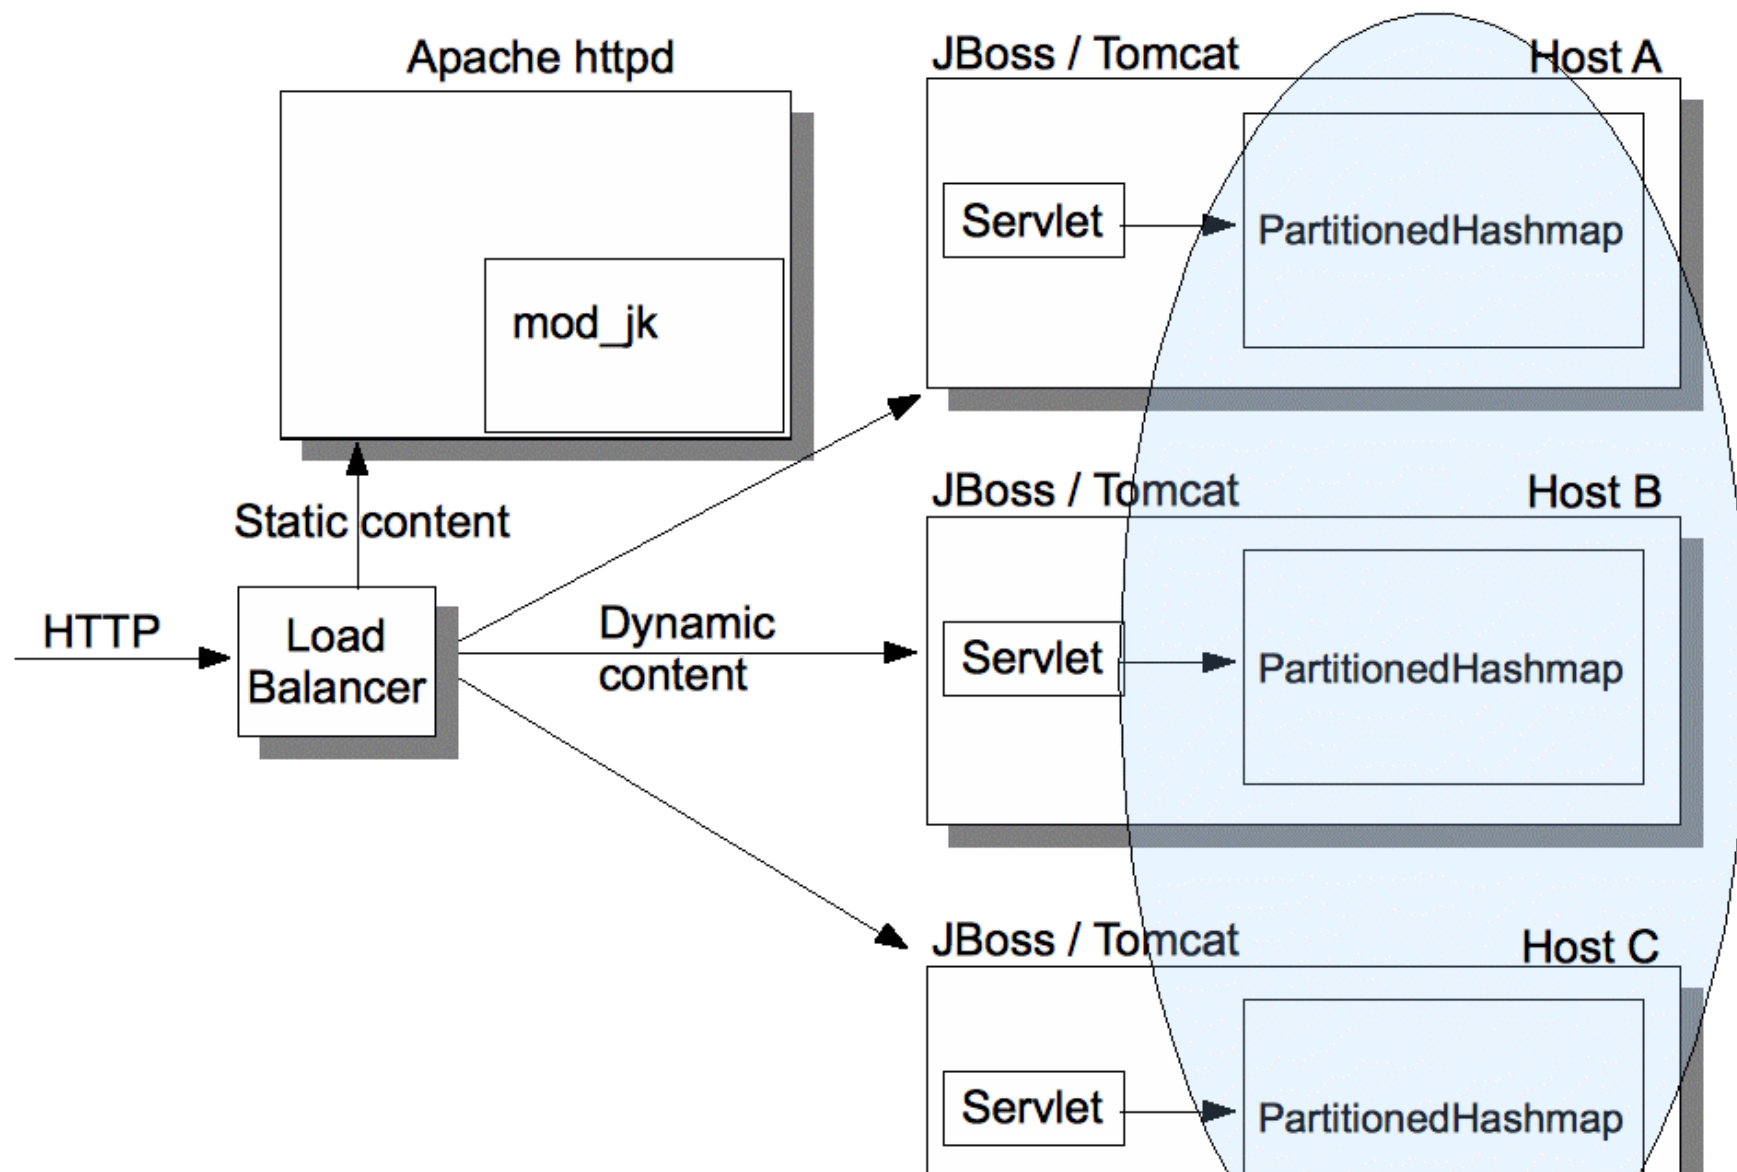 Apache httpd
mod_jk
Static content
HTTP
Load
Balancer
Dynamic
content
JBoss / Tomcat
Host A
Servlet
PartitionedHashmap
JBoss / Tomcat
Host B
Servlet
PartitionedHashmap
JBoss / Tomcat
Host C
Servlet
PartitionedHashmap